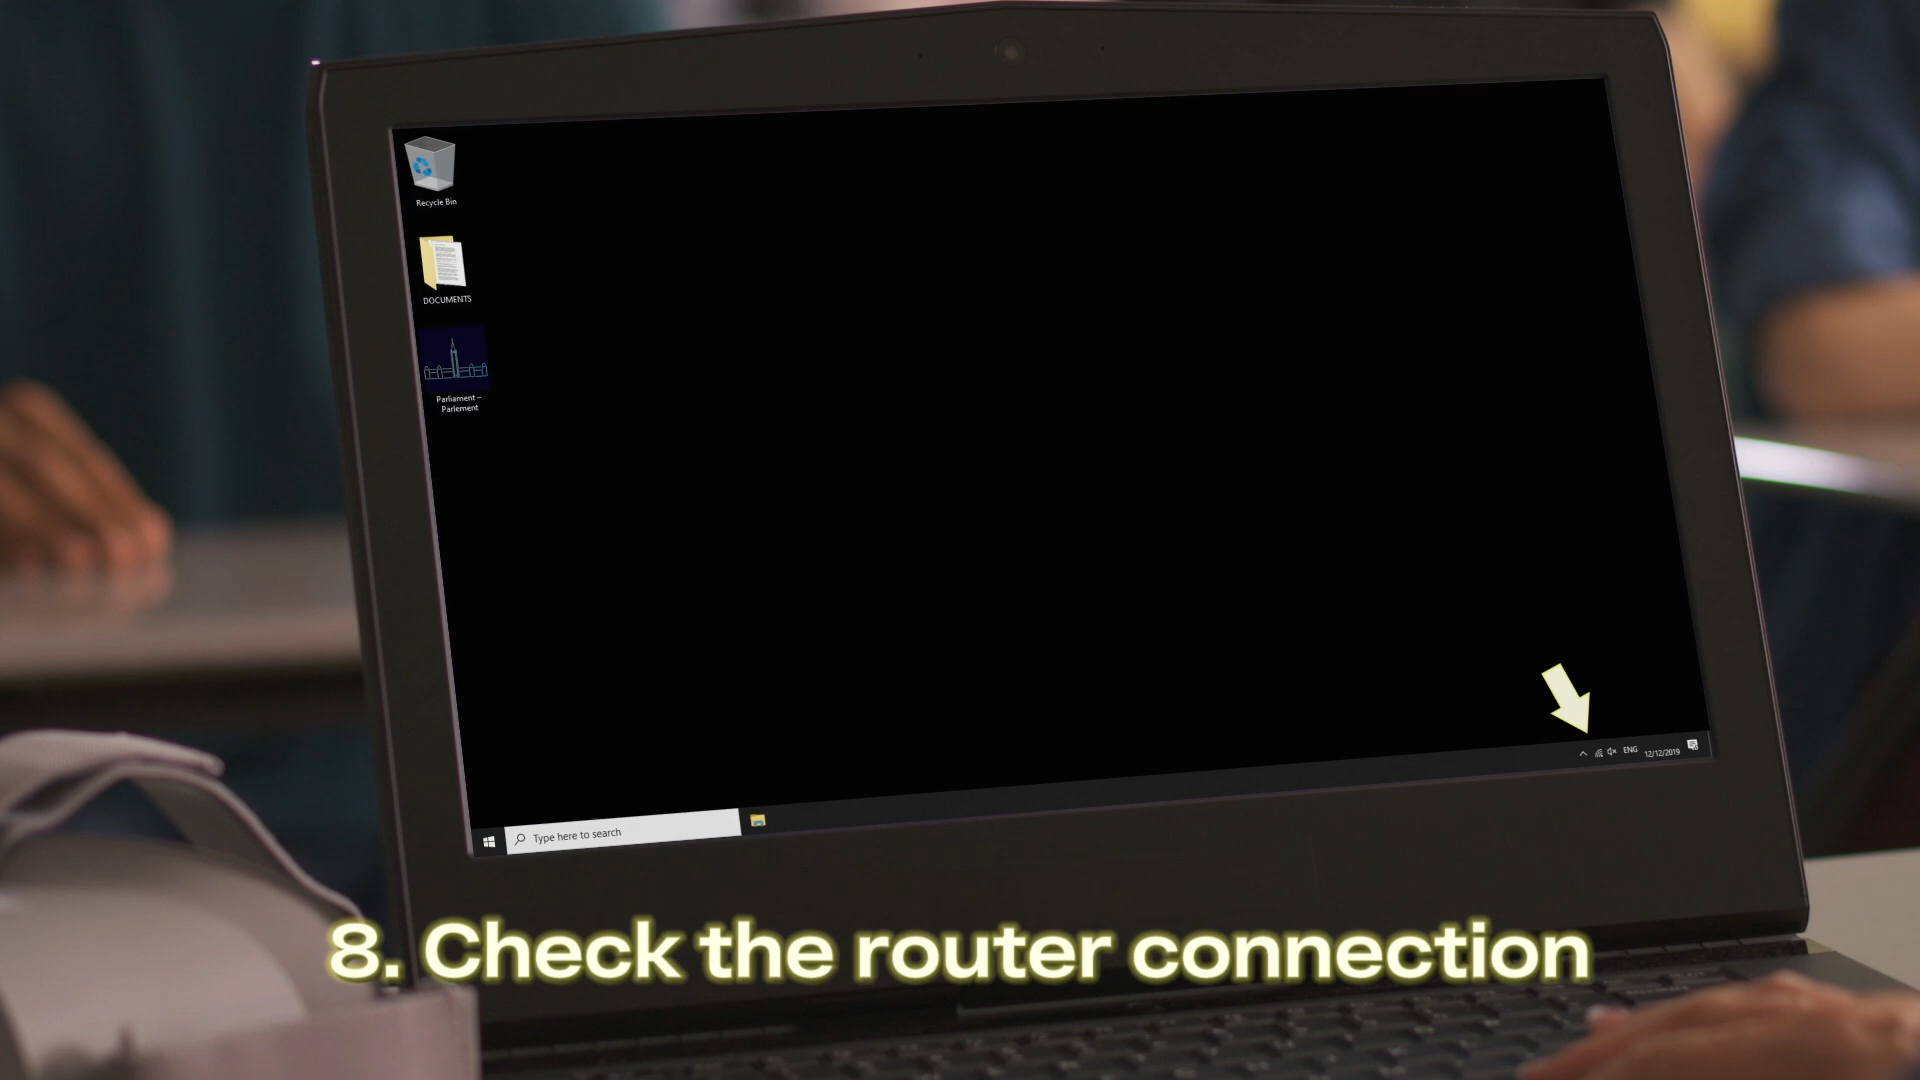 Recycle Bin
DOCUMENTS
Parliament –
Parlement
ENG
12/12/2019
Type here to search
8. Check the router connection